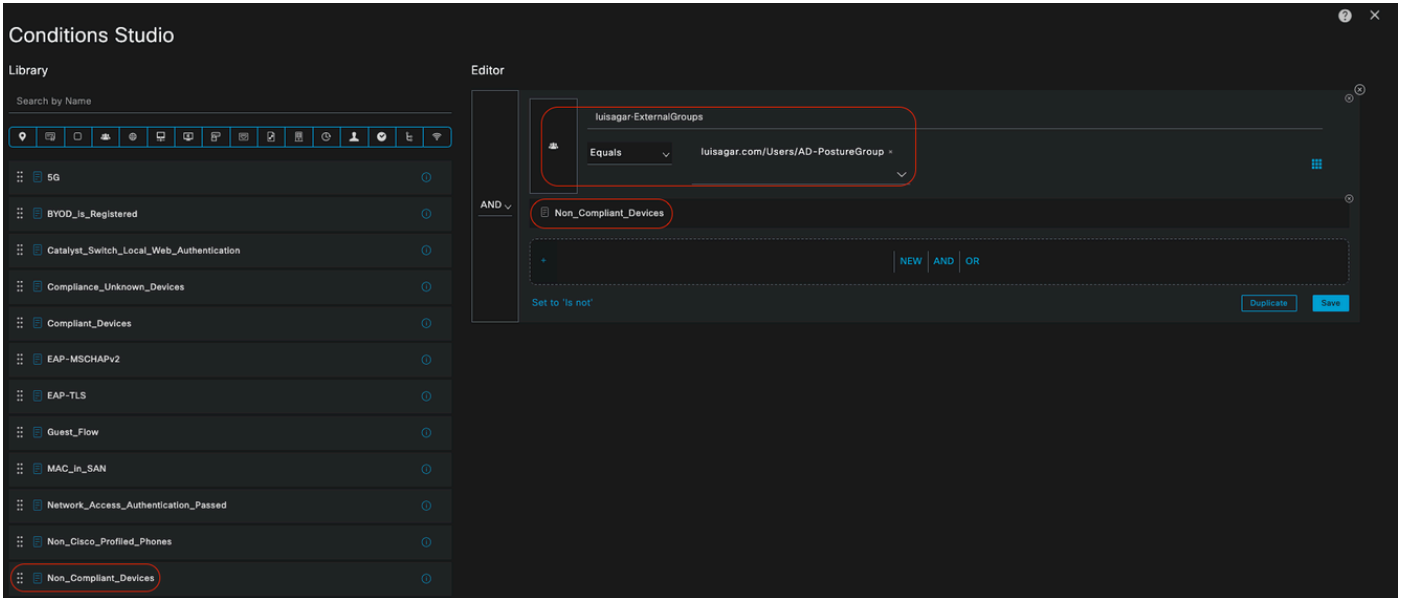 Conditions Studio
Library
Search by Name
5G
BYOD_is_Registered
Catalyst_Switch_Local_Web_Authentication
Compliance_Unknown_Devices
Compliant_Devices
EAP-MSCHAPv2
EAP-TLS
Guest_Flow
MAC_in_SAN
Network_Access_Authentication_Passed
Non_Cisco_Profiled_Phones
Non_Compliant_Devices
Editor
luisagar-ExternalGroups
Equals
luisagar.com/Users/AD-PostureGroup ×
AND
Non_Compliant_Devices
+
NEW AND OR
Set to 'Is not'
Duplicate Save